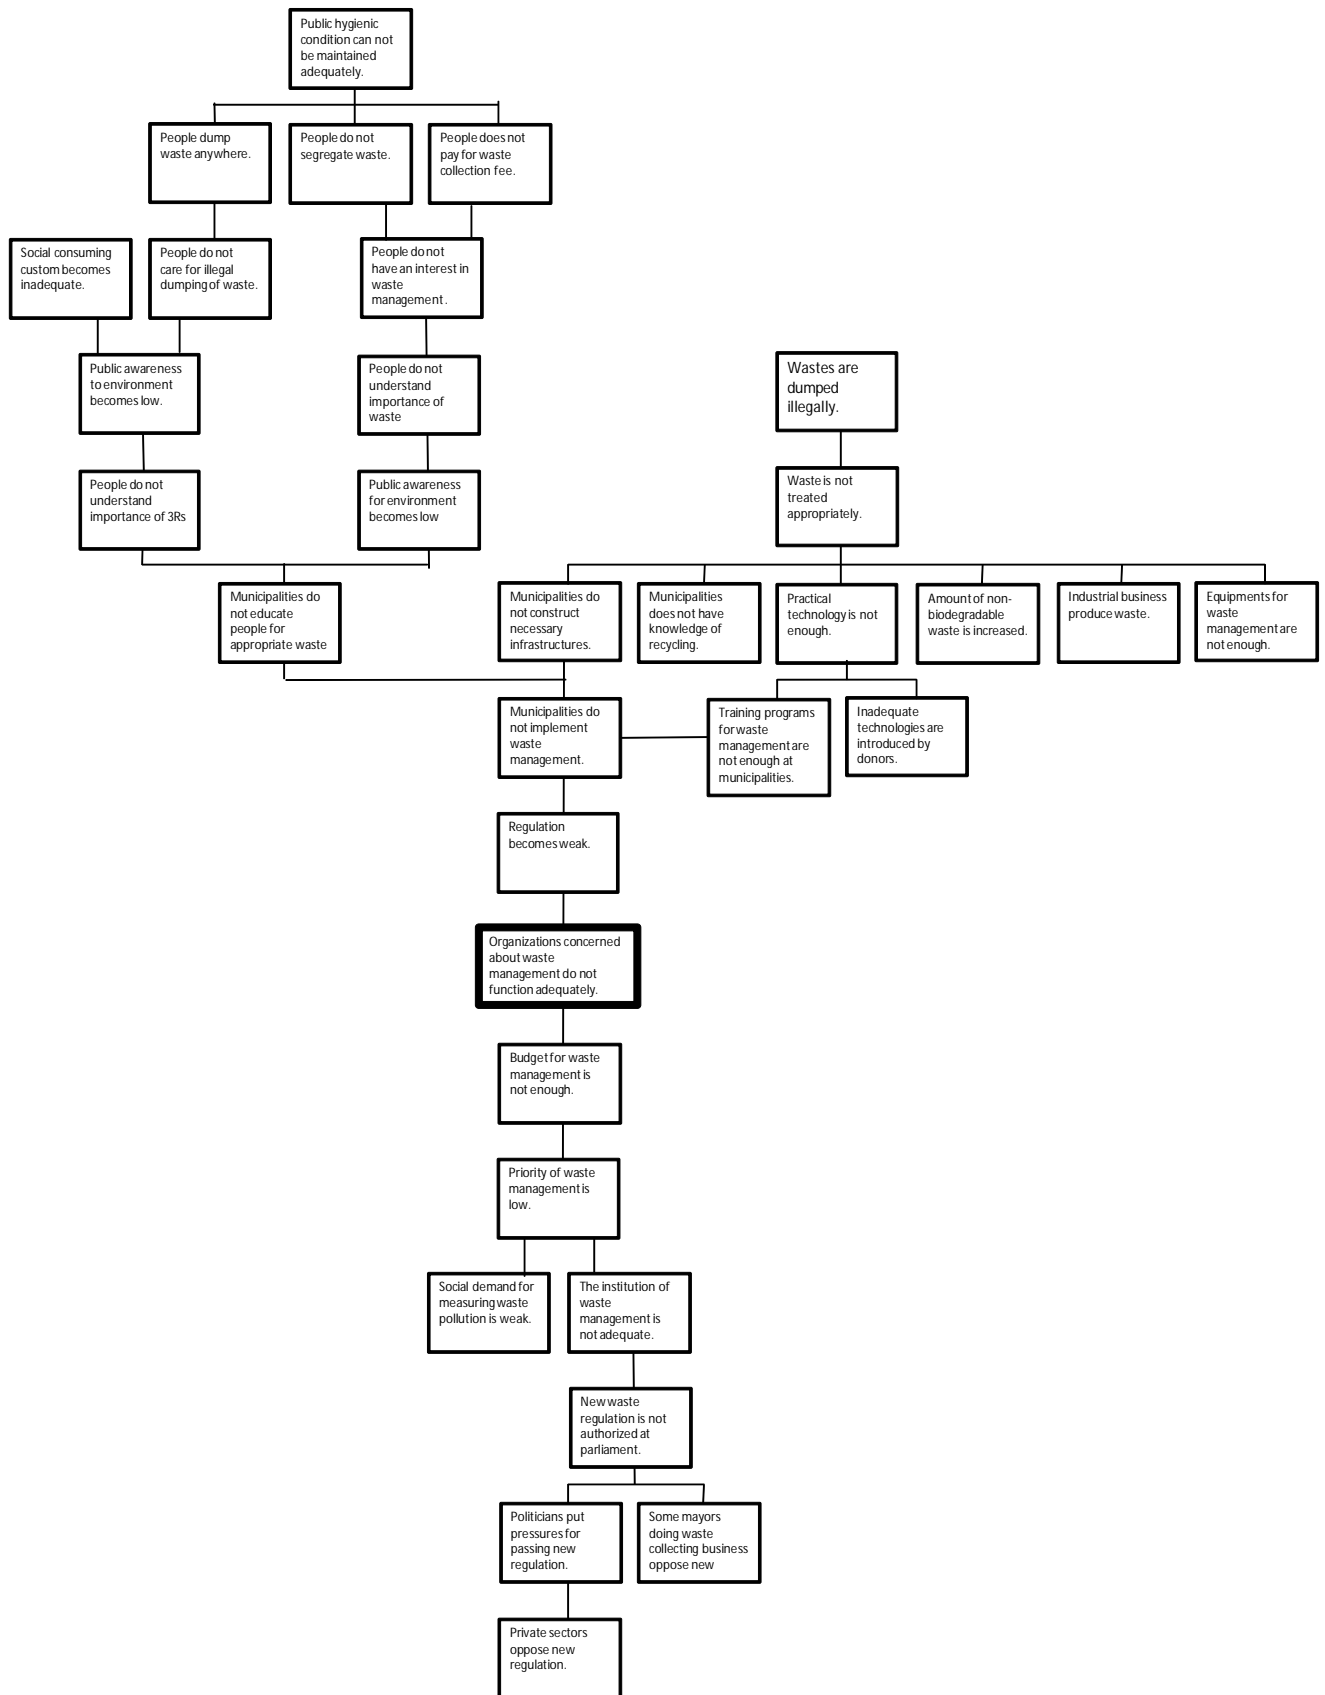 Public hygienic
condition can not
be maintained
adequately.
People dump
waste anywhere.
People do not
segregate waste.
People does not
pay for waste
collection fee.
Social consuming
custom becomes
inadequate.
People do not
care for illegal
dumping of waste.
People do not
have an interest in
waste
management.
Public awareness
to environment
becomes low.
People do not
understand
importance of
waste
Wastes are
dumped
illegally.
People do not
understand
importance of 3Rs
Public awareness
for environment
becomes low
Waste is not
treated
appropriately.
Municipalities do
not educate
people for
appropriate waste
Municipalities do
not construct
necessary
infrastructures.
Municipalities
does not have
knowledge of
recycling.
Practical
technology is not
enough.
Amount of non-
biodegradable
waste is increased.
Industrial business
produce waste.
Equipments for
waste
management are
not enough.
Municipalities do
not implement
waste
management.
Training programs
for waste
management are
not enough at
municipalities.
Inadequate
technologies are
introduced by
donors.
Regulation
becomes weak.
Organizations concerned
about waste
management do not
function adequately.
Budget for waste
management is
not enough.
Priority of waste
management is
low.
Social demand for
measuring waste
pollution is weak.
The institution of
waste
management is
not adequate.
New waste
regulation is not
authorized at
parliament.
Politicians put
pressures for
passing new
regulation.
Some mayors
doing waste
collecting business
oppose new
Private sectors
oppose new
regulation.